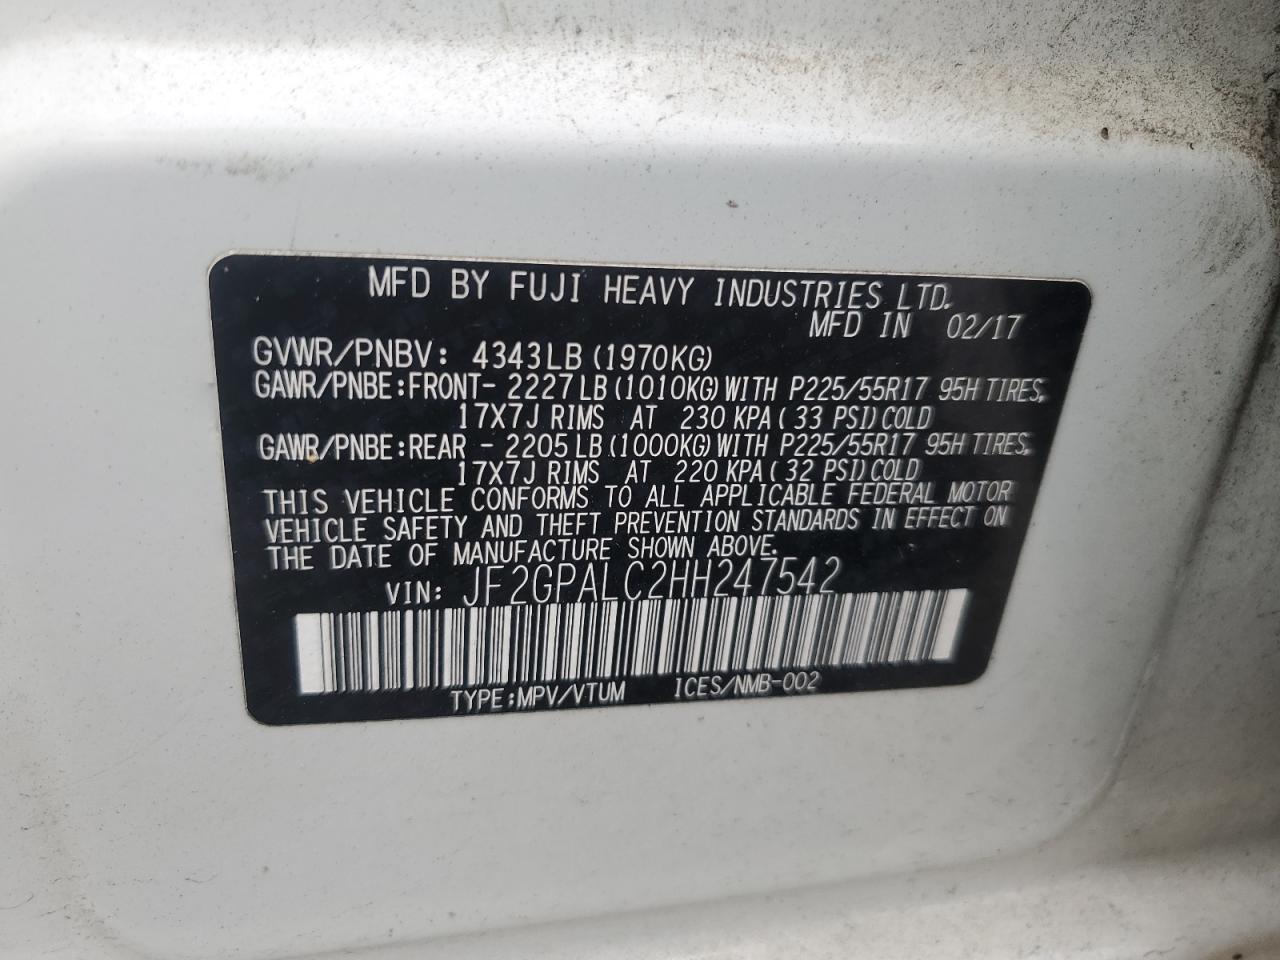 MFD BY FUJI HEAVY INDUSTRIES LTD.
MFD IN 02/17
GVWR/PNBV: 4343LB (1970KG)
GAWR/PNBE:FRONT- 2227LB(1010KG)WITH P225/55R17 95H TIRES,
17X7J RIMS AT 230 KPA(33 PSI)COLD
GAWR/PNBE:REAR - 2205LB(1000KG)WITH P225/55R17 95H TIRES,
17X7J RIMS AT 220 KPA(32 PSI)COLD
THIS VEHICLE CONFORMS TO ALL APPLICABLE FEDERAL MOTOR
VEHICLE SAFETY AND THEFT PREVENTION STANDARDS IN EFFECT ON
THE DATE OF MANUFACTURE SHOWN ABOVE.
VIN: JF2GPALC2HH247542
TYPE:MPV/VTUM ICES/NMB-002